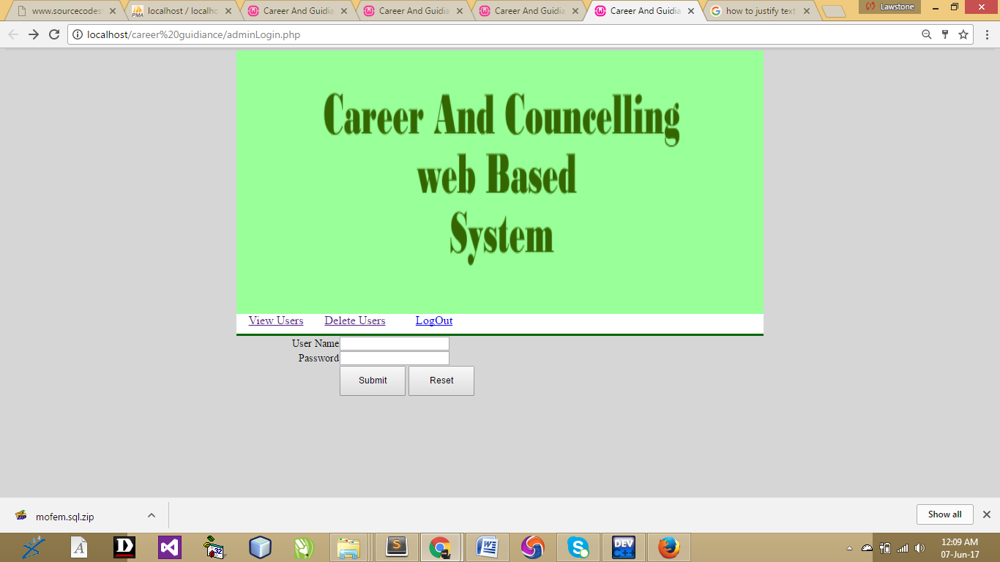 www.sourcecodes
localhost / localho
Career And Guidia
Career And Guidia
Career And Guidia
Career And Guidia
how to justify text
Lawstone
localhost/career%20guidiance/adminLogin.php
Career And Councelling
web Based
System
View Users Delete Users LogOut
User Name
Password
Submit Reset
mofem.sql.zip
Show all
12:09 AM
07-Jun-17